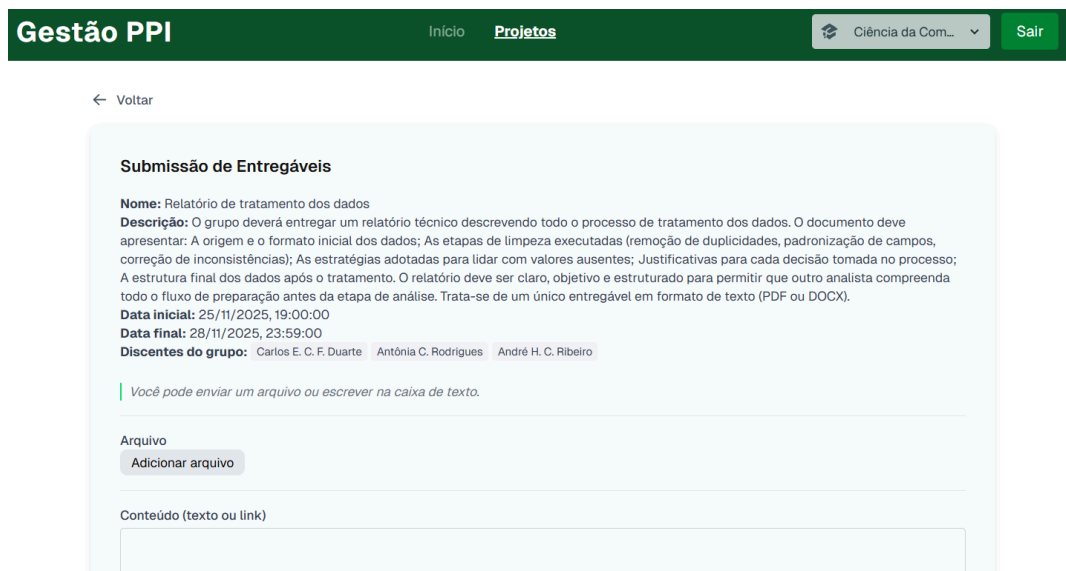 Gestão PPI
Início
Projetos
Ciência da Com...
Sair
Voltar
Submissão de Entregáveis
Nome: Relatório de tratamento dos dados
Descrição: O grupo deverá entregar um relatório técnico descrevendo todo o processo de tratamento dos dados. O documento deve
apresentar: A origem e o formato inicial dos dados; As etapas de limpeza executadas (remoção de duplicidades, padronização de campos,
correção de inconsistências); As estratégias adotadas para lidar com valores ausentes; Justificativas para cada decisão tomada no processo;
A estrutura final dos dados após o tratamento. O relatório deve ser claro, objetivo e estruturado para permitir que outro analista compreenda
todo o fluxo de preparação antes da etapa de análise. Trata-se de um único entregável em formato de texto (PDF ou DOCX).
Data inicial: 25/11/2025, 19:00:00
Data final: 28/11/2025, 23:59:00
Discentes do grupo: Carlos E. C. F. Duarte Antônia C. Rodrigues André H. C. Ribeiro
Você pode enviar um arquivo ou escrever na caixa de texto.
Arquivo
Adicionar arquivo
Conteúdo (texto ou link)